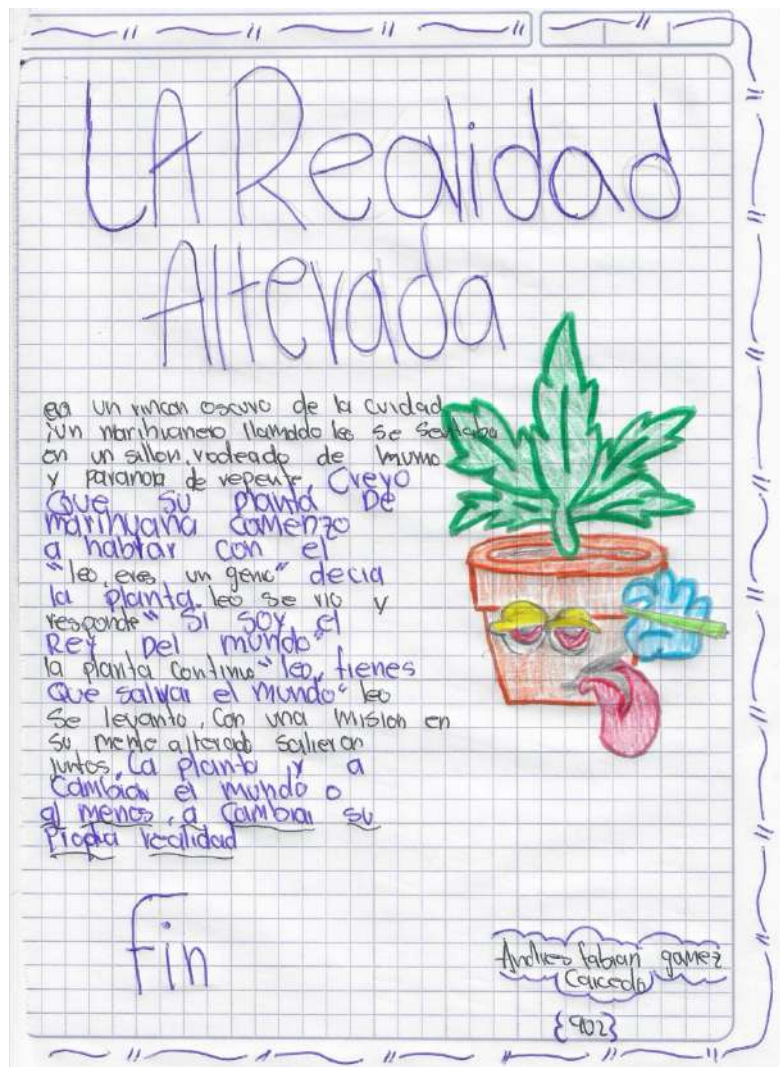 LA Realidad
Alterada
en un rincon oscuro de la cuidad
¡un marihuanero llamado leo se sentaba
en un sillon, rodeado de humo
y paranoia de repente, Creyo
Que su planta De
marihuana comenzo
a hablar con el
"leo, eres un genio" decia
la planta. leo se rio y
responde" Si SOY el
Rey Del mundo"
la planta continuo" leo, tienes
Que salvar el mundo" leo
Se levanto, Con una mision en
su mente alterado salieron
juntos, La planta y a
Cambiar el mundo o
al menos, a Cambiar su
Propia realidad
Fin
Andres fabian gamez
Caicedo
{902}